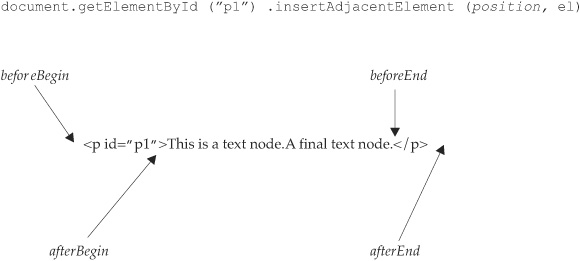 document.getElementById (″p1″) .insertAdjacentElement (position, el)
beforeBegin beforeEnd
<p id=″p1″>This is a text node.A final text node.</p>
afterBegin afterEnd